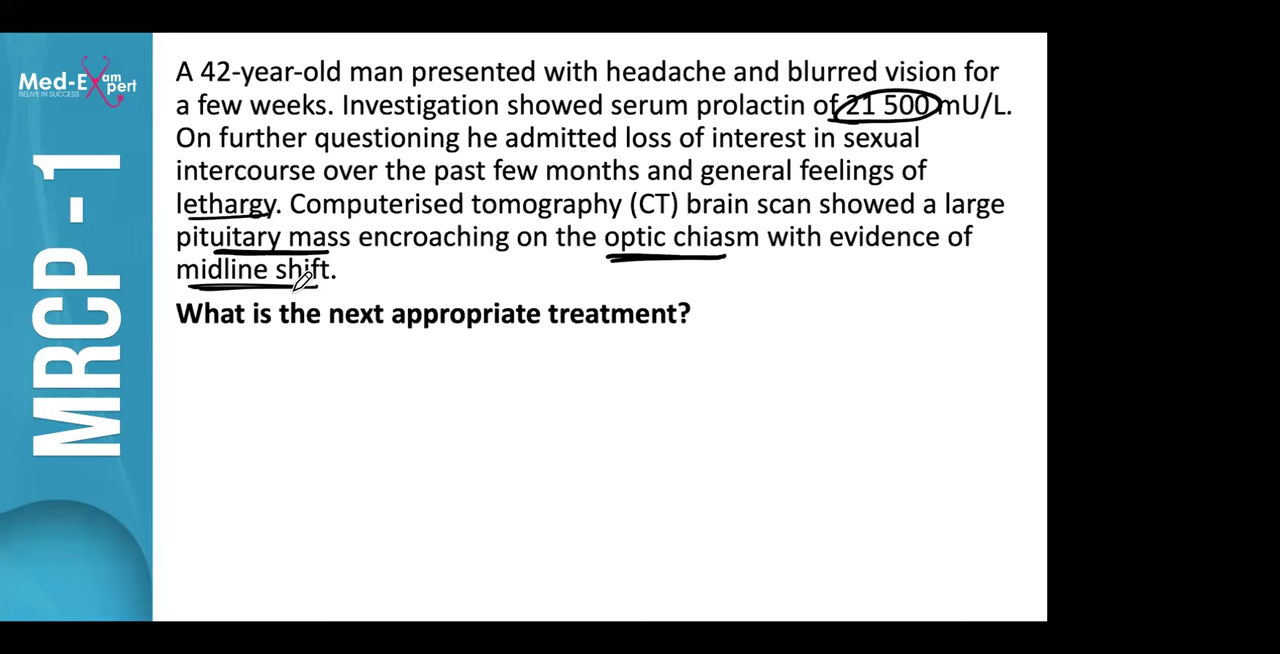 Med-Exam
Expert
BELIVE IN SUCCESS
MRCP -1
A 42-year-old man presented with headache and blurred vision for
a few weeks. Investigation showed serum prolactin of 21 500 mU/L.
On further questioning he admitted loss of interest in sexual
intercourse over the past few months and general feelings of
lethargy. Computerised tomography (CT) brain scan showed a large
pituitary mass encroaching on the optic chiasm with evidence of
midline shift.
What is the next appropriate treatment?